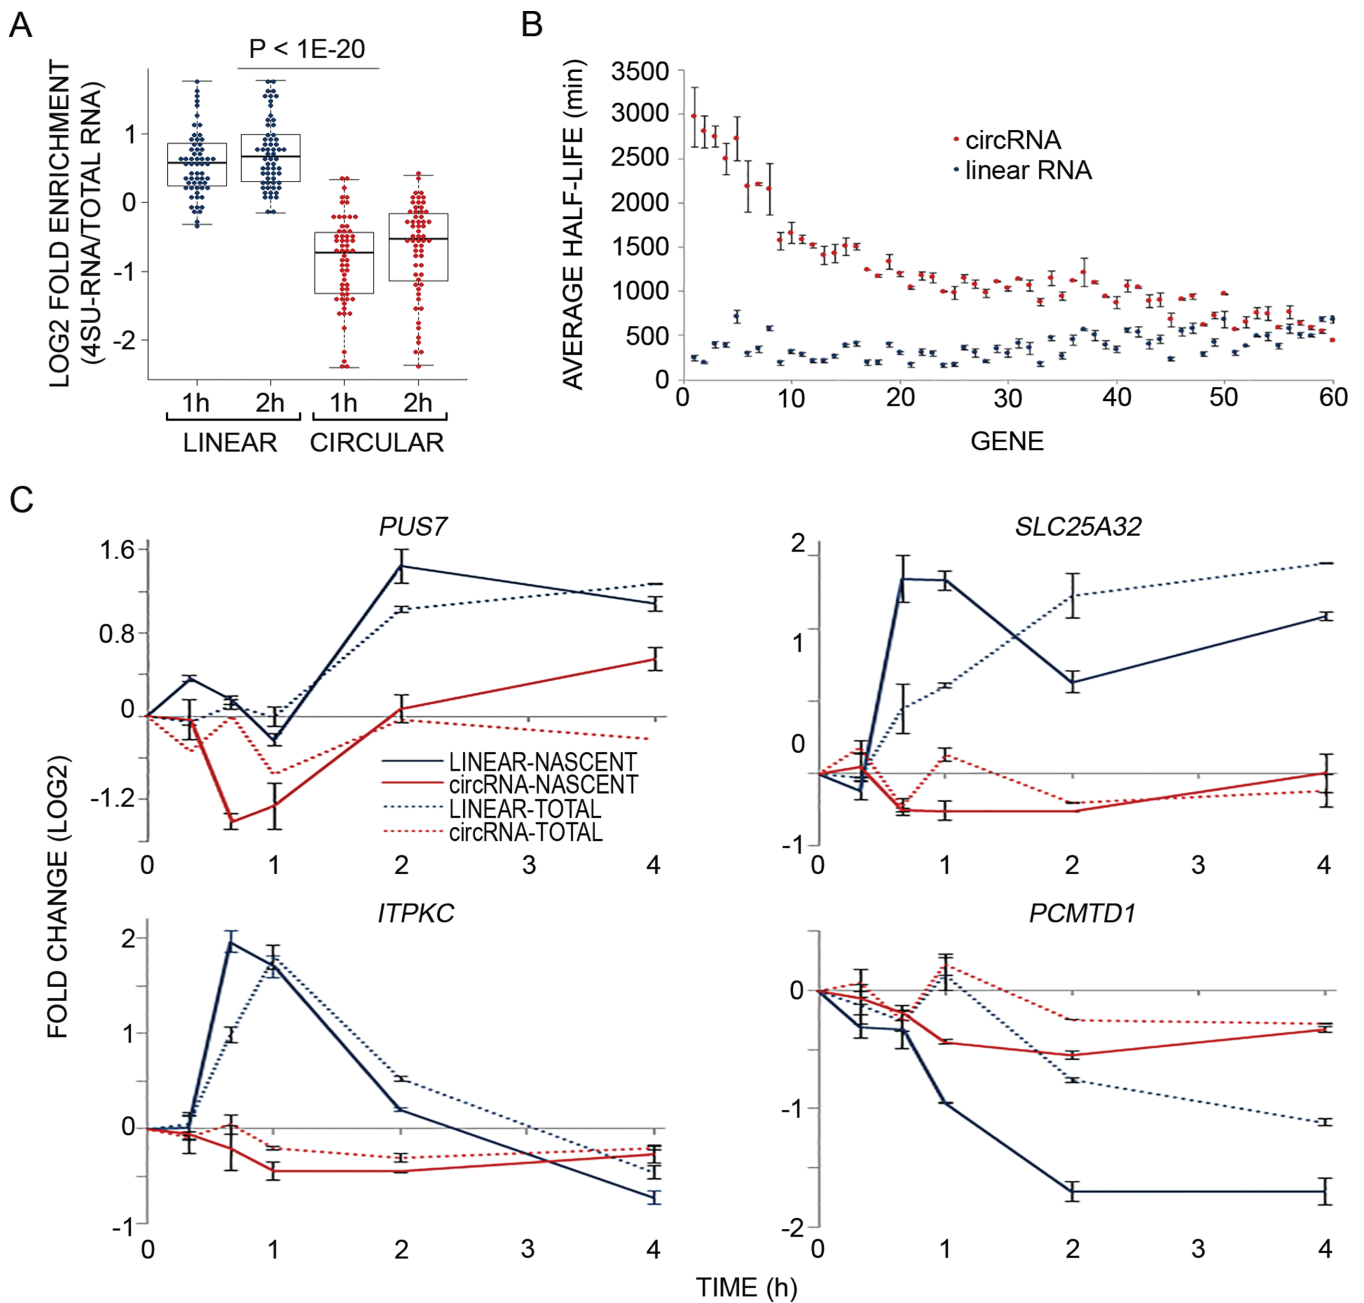 A
P < 1E-20
LOG2 FOLD ENRICHMENT
(4SU-RNA/TOTAL RNA)
1
0
-1
-2
1h 2h 1h 2h
LINEAR CIRCULAR
B
AVERAGE HALF-LIFE (min)
3500
3000
2500
2000
1500
1000
500
0
circRNA
linear RNA
0 10 20 30 40 50 60
GENE
C
FOLD CHANGE (LOG2)
PUS7
1.6
0.8
0
-1.2
LINEAR-NASCENT
circRNA-NASCENT
LINEAR-TOTAL
circRNA-TOTAL
0 1 2 3 4
SLC25A32
2
1
0
-1
0 1 2 3 4
ITPKC
2
1
0
-1
0 1 2 3 4
PCMTD1
0
-1
-2
0 1 2 3 4
TIME (h)